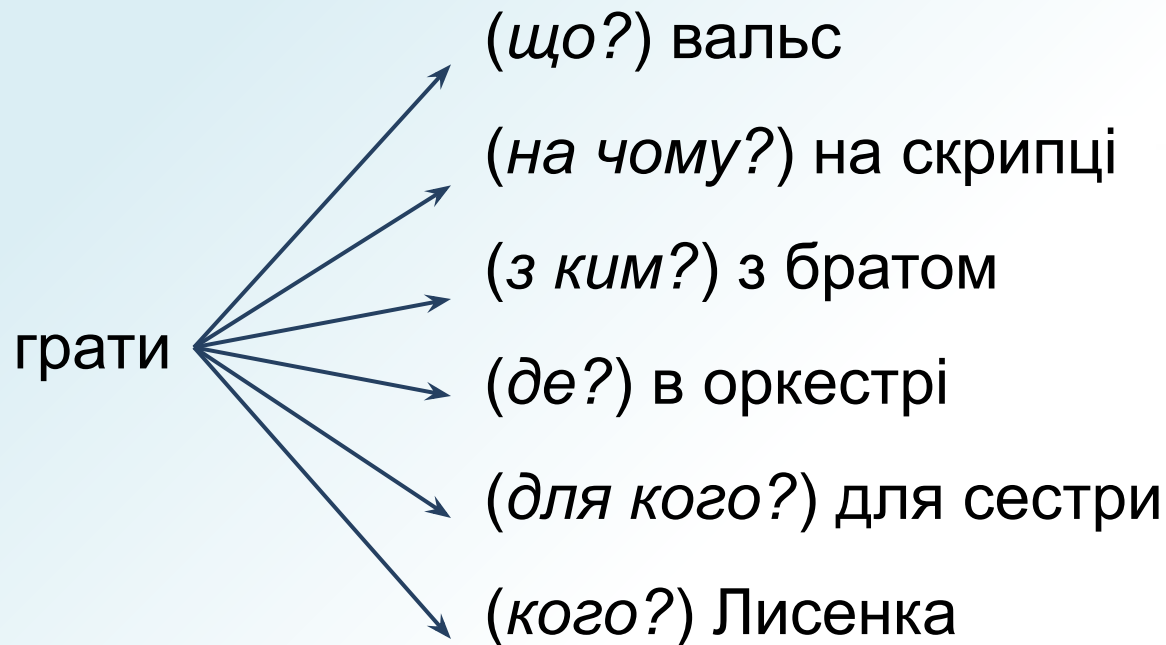 (що?) вальс
(на чому?) на скрипці
(з ким?) з братом
грати
(де?) в оркестрі
(для кого?) для сестри
(кого?) Лисенка